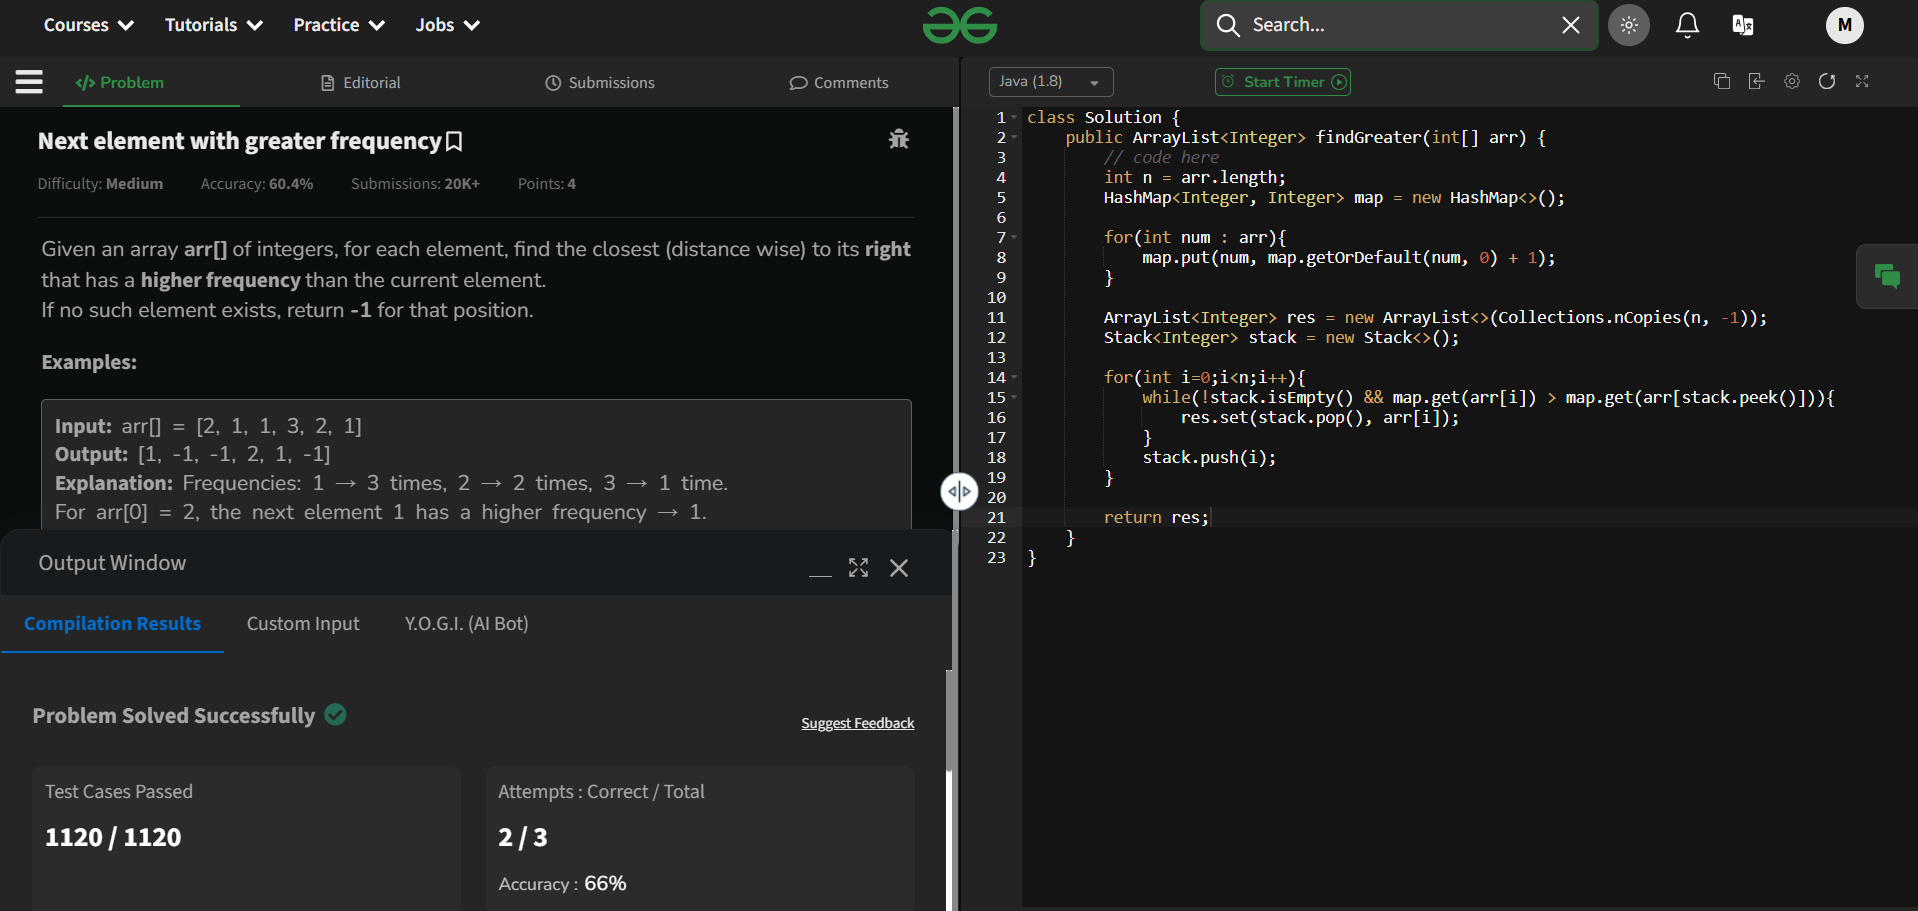 Courses Tutorials Practice Jobs Search... M
Problem Editorial Submissions Comments
Next element with greater frequency
Difficulty: Medium Accuracy: 60.4% Submissions: 20K+ Points: 4
Given an array arr[] of integers, for each element, find the closest (distance wise) to its right
that has a higher frequency than the current element.
If no such element exists, return -1 for that position.
Examples:
Input: arr[] = [2, 1, 1, 3, 2, 1]
Output: [1, -1, -1, 2, 1, -1]
Explanation: Frequencies: 1 → 3 times, 2 → 2 times, 3 → 1 time.
For arr[0] = 2, the next element 1 has a higher frequency → 1.
Output Window
Compilation Results Custom Input Y.O.G.I. (AI Bot)
Problem Solved Successfully
Suggest Feedback
Test Cases Passed
1120 / 1120
Attempts : Correct / Total
2 / 3
Accuracy : 66%
Java (1.8) Start Timer
1 class Solution {
2 public ArrayList<Integer> findGreater(int[] arr) {
3 // code here
4 int n = arr.length;
5 HashMap<Integer, Integer> map = new HashMap<>();
6
7 for(int num : arr){
8 map.put(num, map.getOrDefault(num, 0) + 1);
9 }
10
11 ArrayList<Integer> res = new ArrayList<>(Collections.nCopies(n, -1));
12 Stack<Integer> stack = new Stack<>();
13
14 for(int i=0;i<n;i++){
15 while(!stack.isEmpty() && map.get(arr[i]) > map.get(arr[stack.peek()])){
16 res.set(stack.pop(), arr[i]);
17 }
18 stack.push(i);
19 }
20
21 return res;
22 }
23 }